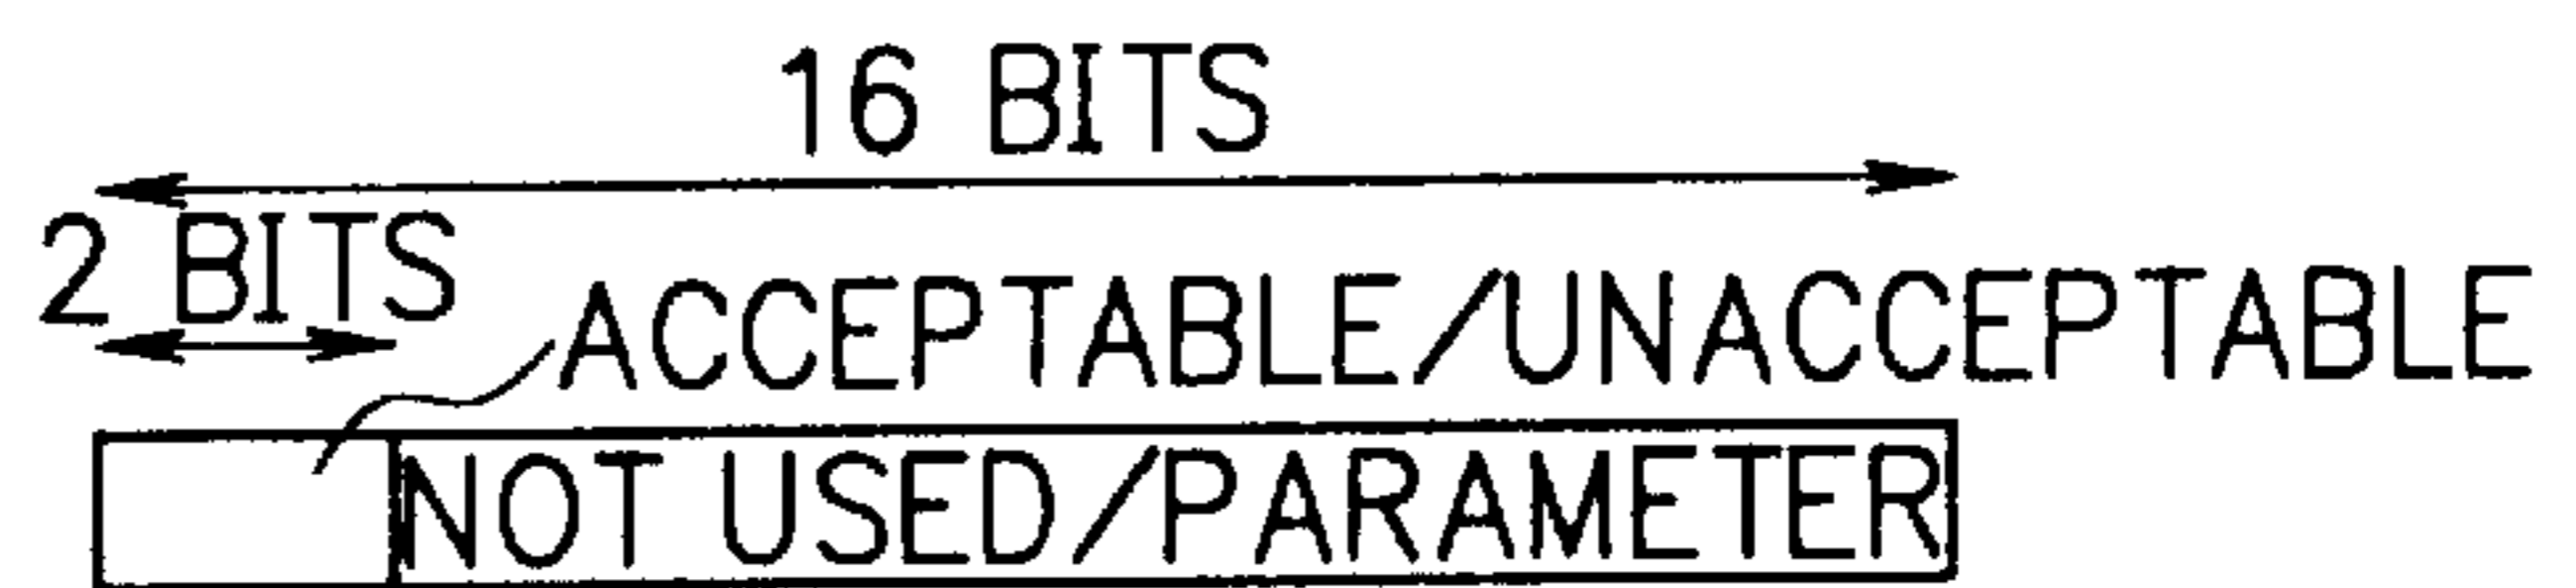 16 BITS
2 BITS
ACCEPTABLE/UNACCEPTABLE
NOT USED/PARAMETER